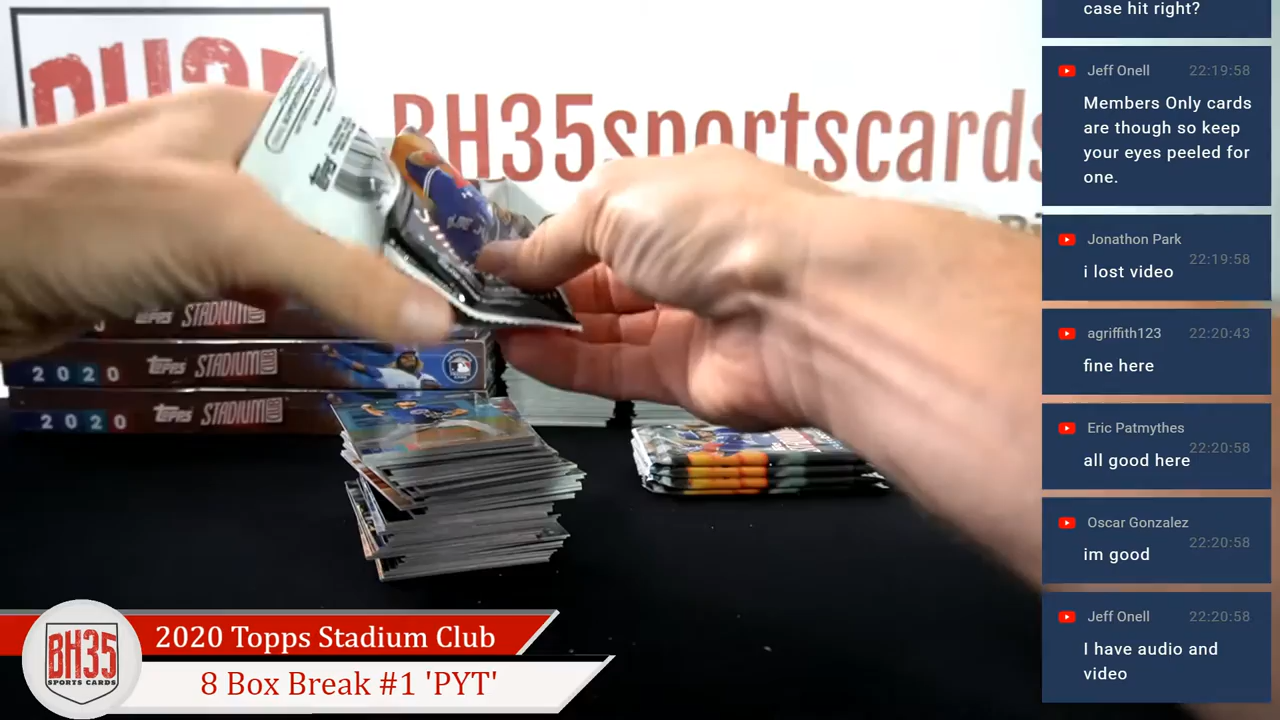 BH35
BH35sportscards
TOPPS STADIUM
2020 TOPPS STADIUM
2020 TOPPS STADIUM
BH35
SPORTS CARDS
2020 Topps Stadium Club
8 Box Break #1 'PYT'
case hit right?
Jeff Onell 22:19:58
Members Only cards
are though so keep
your eyes peeled for
one.
Jonathon Park 22:19:58
i lost video
agriffith123 22:20:43
fine here
Eric Patmythes 22:20:58
all good here
Oscar Gonzalez 22:20:58
im good
Jeff Onell 22:20:58
I have audio and
video